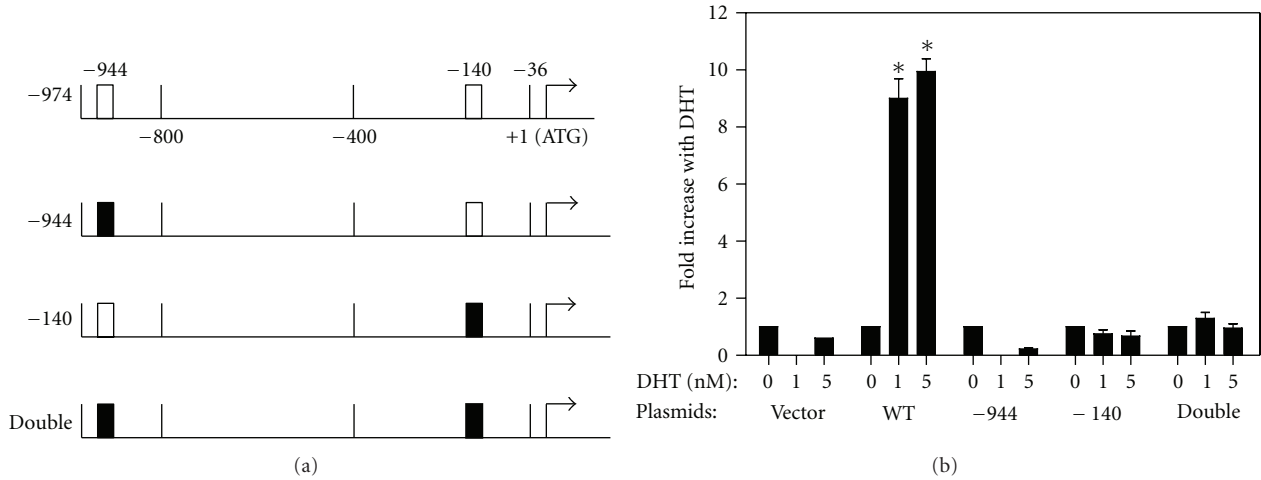 −944 −140 −36
−974
−800 −400 +1 (ATG)
−944
−140
Double
(a)
12
10
8
6
4
2
0
Fold increase with DHT
* *
DHT (nM): 0 1 5 0 1 5 0 1 5 0 1 5 0 1 5
Plasmids: Vector WT −944 −140 Double
(b)